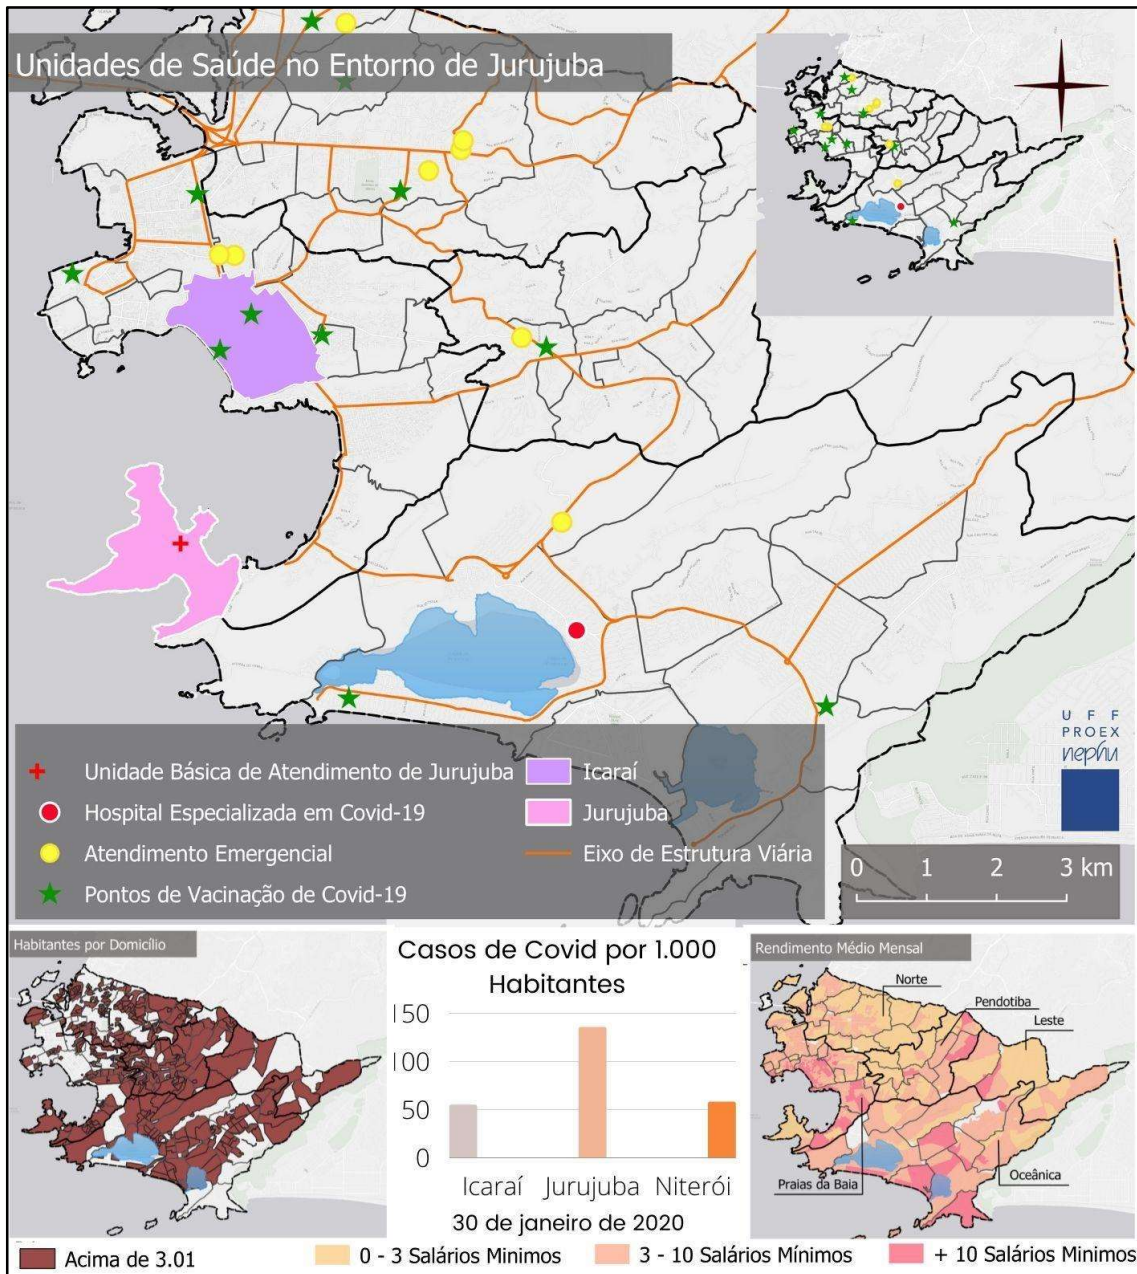 Unidades de Saúde no Entorno de Jurujuba
Unidade Básica de Atendimento de Jurujuba
Hospital Especializada em Covid-19
Atendimento Emergencial
Pontos de Vacinação de Covid-19
Icaraí
Jurujuba
Eixo de Estrutura Viária
U F F
PROEX
nephu
0 1 2 3 km
Habitantes por Domicílio
Acima de 3.01
Casos de Covid por 1.000
Habitantes
150
100
50
0
Icaraí Jurujuba Niterói
30 de janeiro de 2020
Rendimento Médio Mensal
Norte
Pendotiba
Leste
Oceânica
Praias da Baia
0 - 3 Salários Minimos
3 - 10 Salários Mínimos
+ 10 Salários Minimos